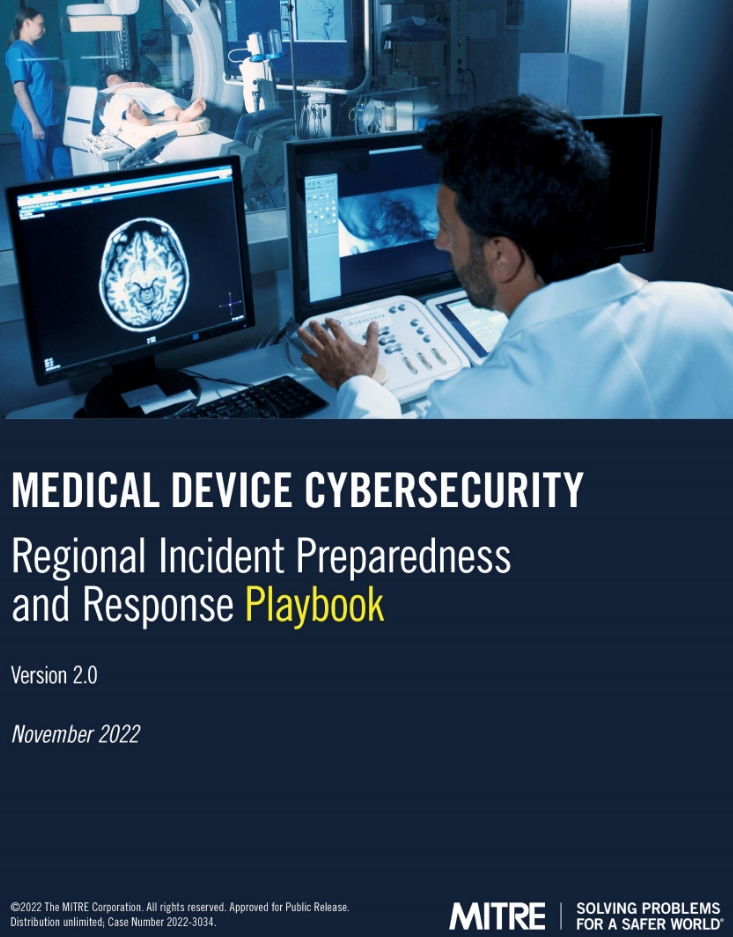 MEDICAL DEVICE CYBERSECURITY
Regional Incident Preparedness
and Response Playbook
Version 2.0
November 2022
©2022 The MITRE Corporation. All rights reserved. Approved for Public Release.
Distribution unlimited; Case Number 2022-3034.
MITRE
SOLVING PROBLEMS
FOR A SAFER WORLD®